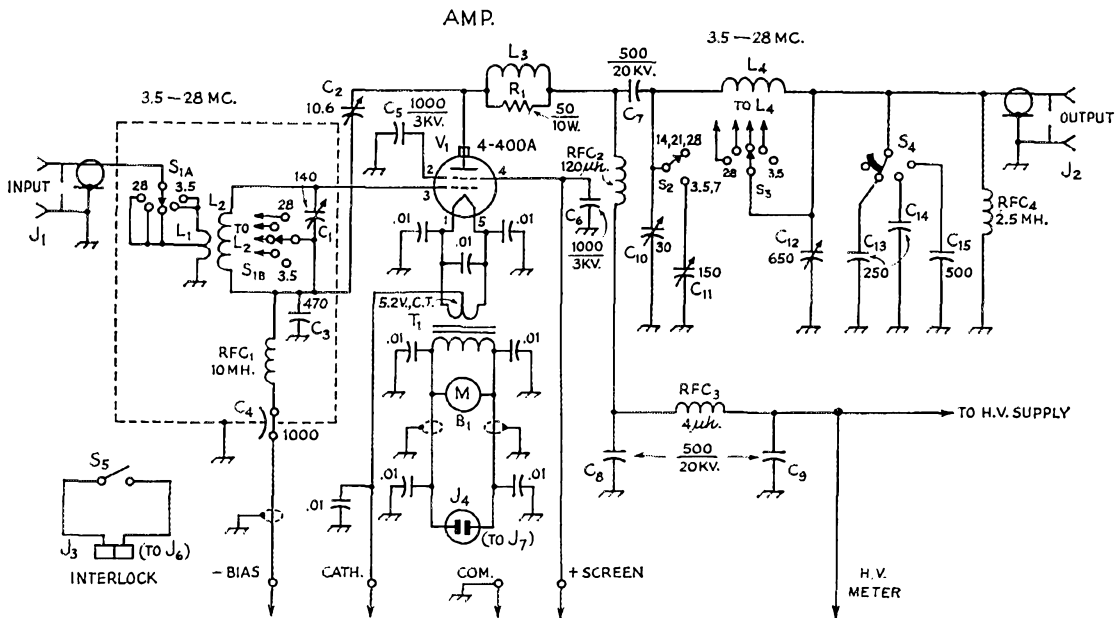 AMP.
3.5–28 MC.
INPUT
J1
S1A
28
3.5
L1
L2
140
C1
28
TO
L2
S1B
3.5
470
C3
RFC1
10MH.
C4
1000
C2
10.6
C5
1000
3KV.
V1
4-400A
2
3
4
1
5
L3
R1
50
10W.
.01
.01
.01
5.2V., C.T.
T1
.01
.01
M
B1
.01
.01
.01
J4
(TO J7)
C6
1000
3KV.
RFC2
120µh.
500
20KV.
C7
3.5–28 MC.
L4
TO L4
28
3.5
S3
14,21,28
S2
3.5,7
C10
30
150
C11
C12
650
S4
C13
250
C14
C15
500
RFC4
2.5 MH.
OUTPUT
J2
RFC3
4µh.
TO H.V. SUPPLY
C8
500
20KV.
C9
S5
J3
(TO J6)
INTERLOCK
– BIAS
CATH.
COM.
+ SCREEN
H.V.
METER